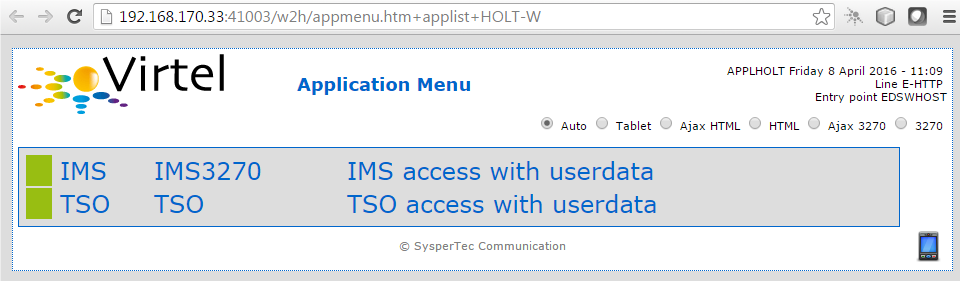 192.168.170.33:41003/w2h/appmenu.htm+applist+HOLT-W
Virtel
Application Menu
APPLHOLT Friday 8 April 2016 - 11:09
Line E-HTTP
Entry point EDSWHOST
Auto Tablet Ajax HTML HTML Ajax 3270 3270
IMS IMS3270 IMS access with userdata
TSO TSO TSO access with userdata
© SysperTec Communication